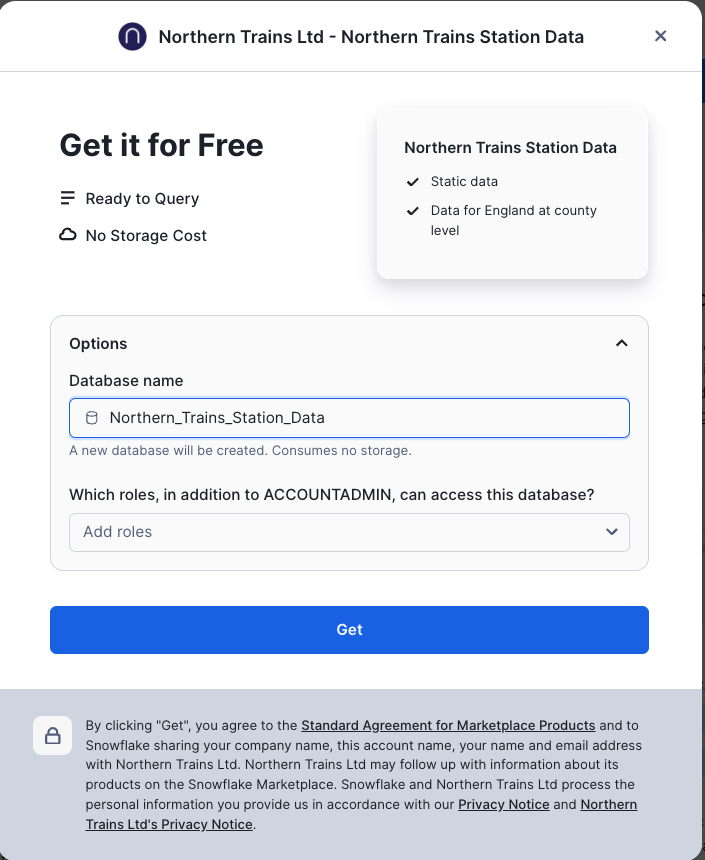 Northern Trains Ltd - Northern Trains Station Data
Get it for Free
Ready to Query
No Storage Cost
Northern Trains Station Data
Static data
Data for England at county
level
Options
Database name
Northern_Trains_Station_Data
A new database will be created. Consumes no storage.
Which roles, in addition to ACCOUNTADMIN, can access this database?
Add roles
Get
By clicking "Get", you agree to the Standard Agreement for Marketplace Products and to
Snowflake sharing your company name, this account name, your name and email address
with Northern Trains Ltd. Northern Trains Ltd may follow up with information about its
products on the Snowflake Marketplace. Snowflake and Northern Trains Ltd process the
personal information you provide us in accordance with our Privacy Notice and Northern
Trains Ltd's Privacy Notice.